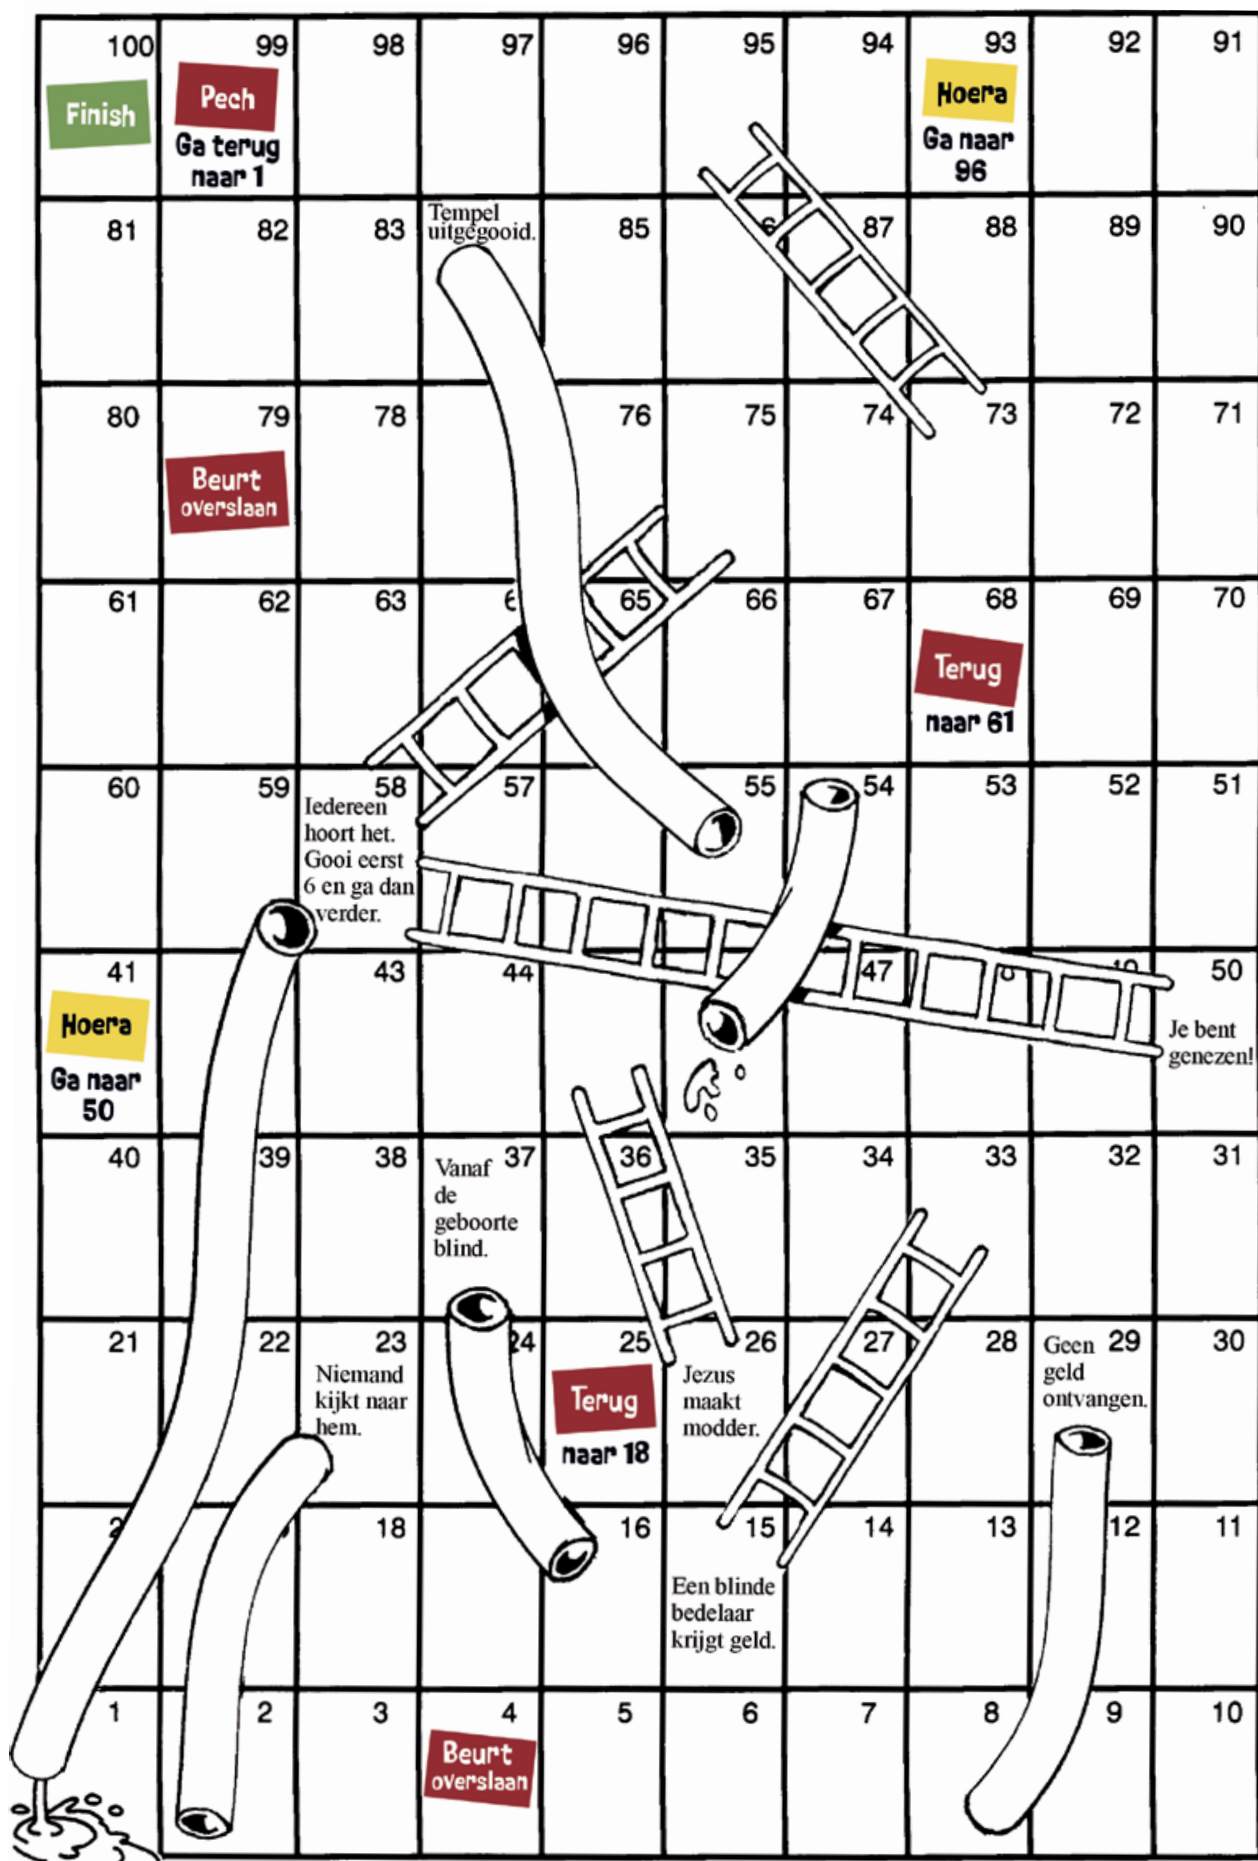 100 99 98 97 96 95 94 93 92 91
Finish
Pech
Ga terug
naar 1
Hoera
Ga naar
96
81 82 83 85 87 88 89 90
Tempel
uitgegooid.
80 79 78 76 75 74 73 72 71
Beurt
overslaan
61 62 63 65 66 67 68 69 70
Terug
naar 61
60 59 58 57 55 54 53 52 51
Iedereen
hoort het.
Gooi eerst
6 en ga dan
verder.
41 43 44 47 50
Hoera
Ga naar
50
Je bent
genezen!
40 39 38 37 36 35 34 33 32 31
Vanaf
de
geboorte
blind.
21 22 23 24 25 26 27 28 29 30
Niemand
kijkt naar
hem.
Terug
naar 18
Jezus
maakt
modder.
Geen
geld
ontvangen.
18 16 15 14 13 12 11
Een blinde
bedelaar
krijgt geld.
1 2 3 4 5 6 7 8 9 10
Beurt
overslaan